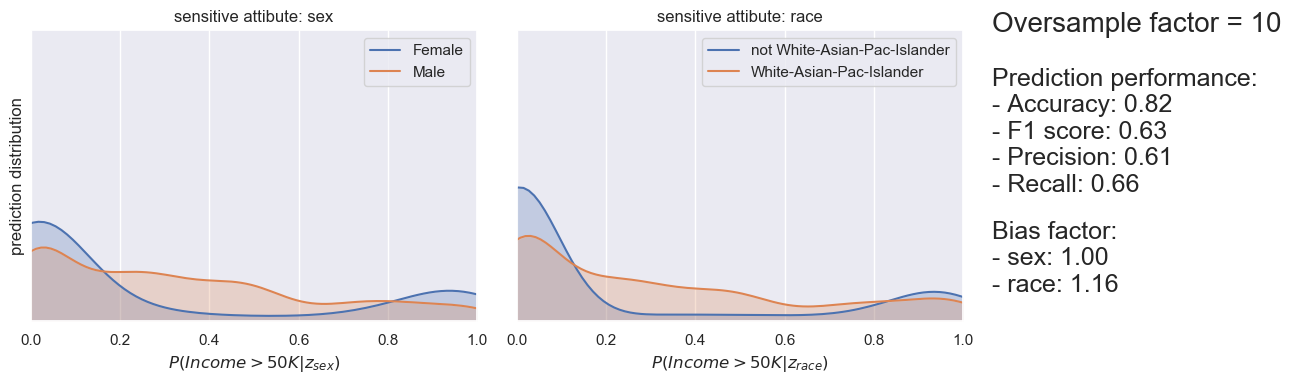 sensitive attibute: sex
sensitive attibute: race
Female
Male
not White-Asian-Pac-Islander
White-Asian-Pac-Islander
prediction distribution
0.0 0.2 0.4 0.6 0.8 1.0
P(Income > 50K|z_sex)
0.0 0.2 0.4 0.6 0.8 1.0
P(Income > 50K|z_race)
Oversample factor = 10
Prediction performance:
- Accuracy: 0.82
- F1 score: 0.63
- Precision: 0.61
- Recall: 0.66
Bias factor:
- sex: 1.00
- race: 1.16